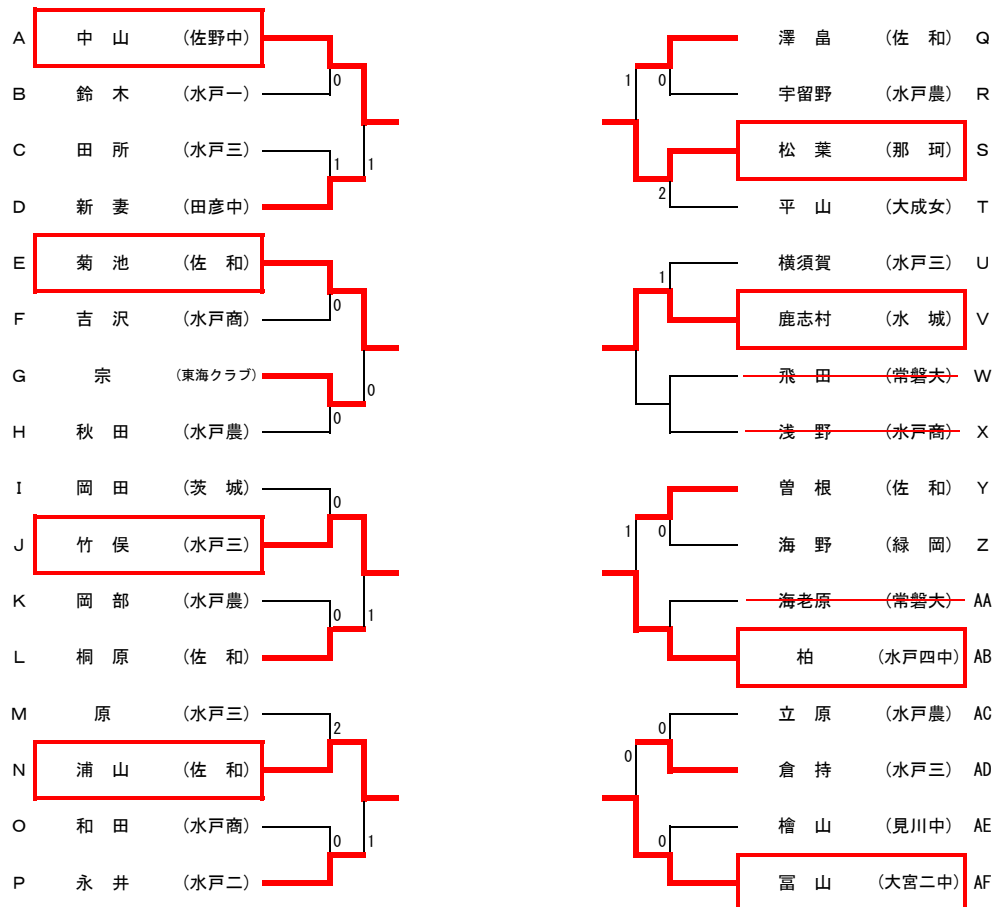 A 中 山 (佐野中)
0
B 鈴 木 (水戸一)
C 田 所 (水戸三)
1 1
D 新 妻 (田彦中)
E 菊 池 (佐 和)
0
F 吉 沢 (水戸商)
G 宗 (東海クラブ)
0
0
H 秋 田 (水戸農)
I 岡 田 (茨 城)
0
J 竹 俣 (水戸三)
K 岡 部 (水戸農)
0 1
L 桐 原 (佐 和)
M 原 (水戸三)
2
N 浦 山 (佐 和)
O 和 田 (水戸商)
0 1
P 永 井 (水戸二)
澤 畠 (佐 和) Q
1 0
宇留野 (水戸農) R
松 葉 (那 珂) S
2
平 山 (大成女) T
横須賀 (水戸三) U
1
鹿志村 (水 城) V
飛 田 (常磐大) W
浅 野 (水戸商) X
曽 根 (佐 和) Y
1 0
海 野 (緑 岡) Z
海老原 (常磐大) AA
柏 (水戸四中) AB
立 原 (水戸農) AC
0
0
倉 持 (水戸三) AD
檜 山 (見川中) AE
0
冨 山 (大宮二中) AF